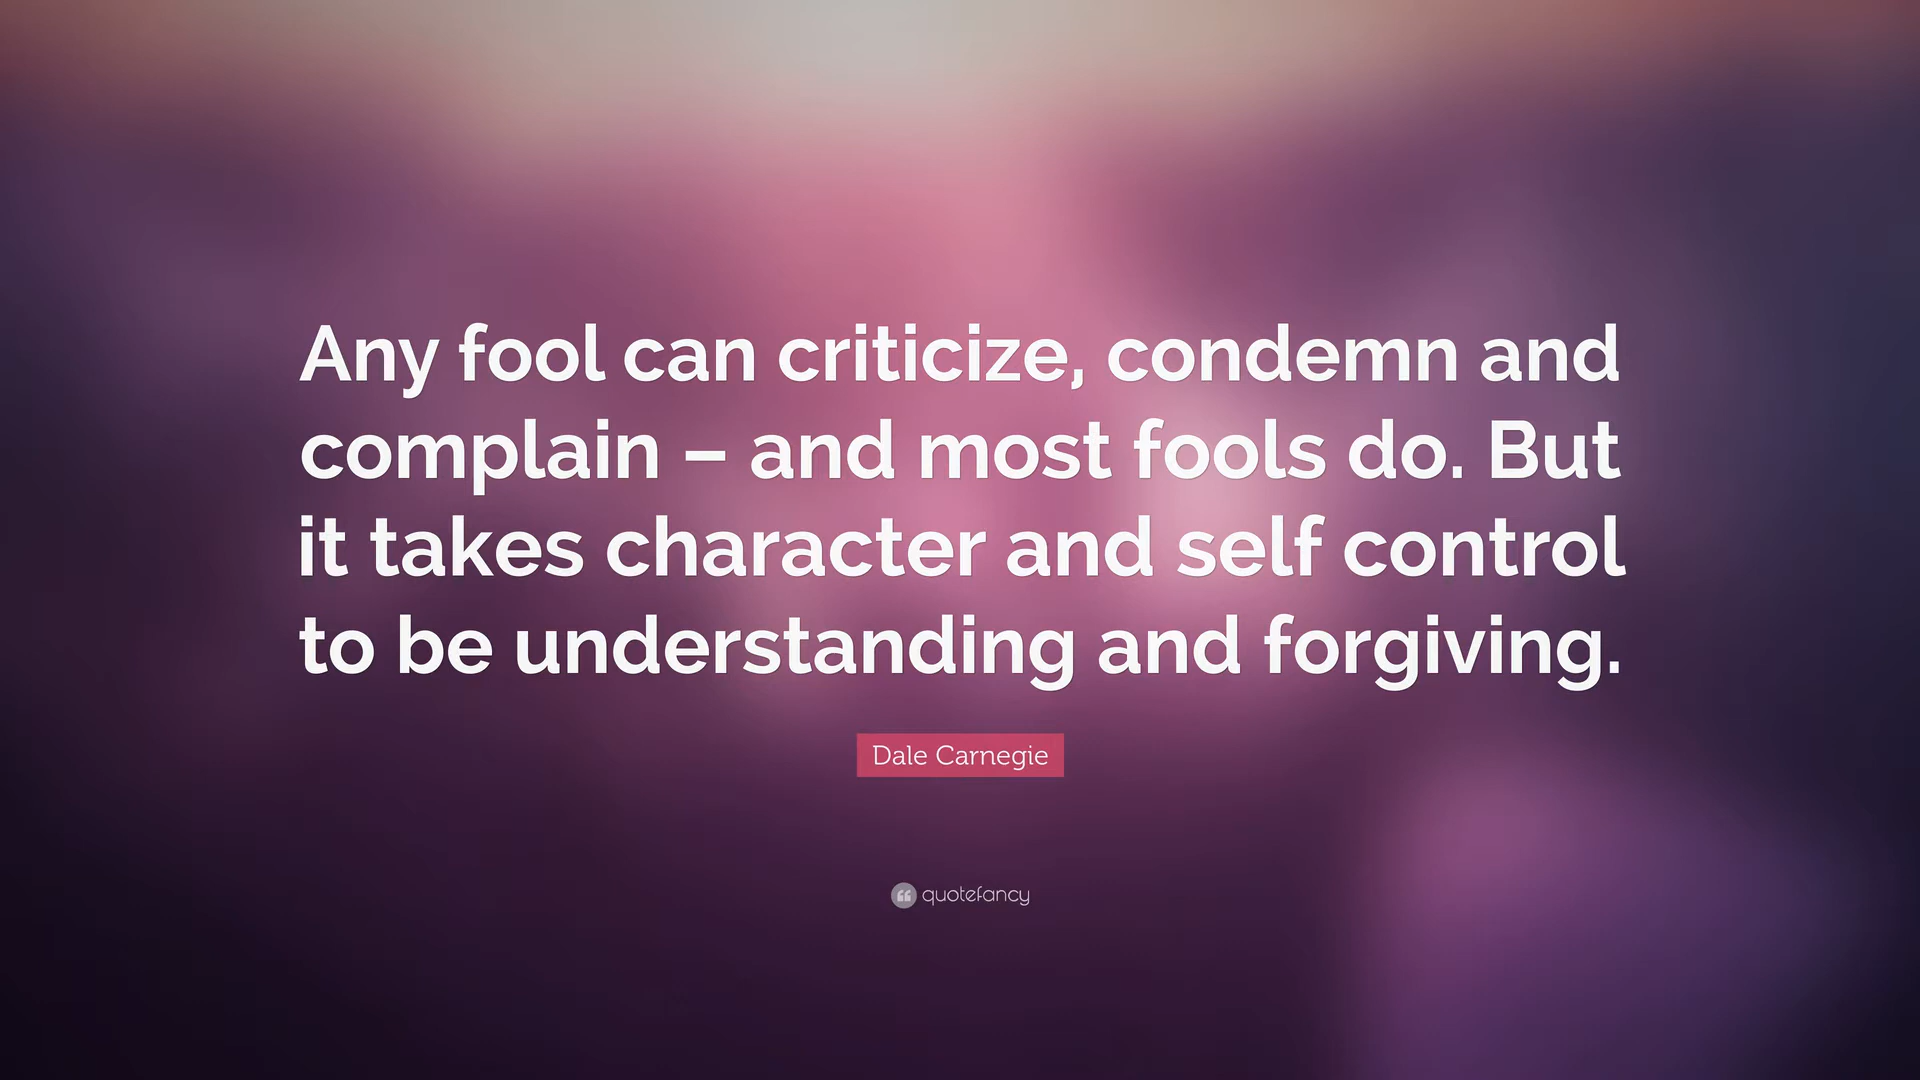 Any fool can criticize, condemn and
complain – and most fools do. But
it takes character and self control
to be understanding and forgiving.
Dale Carnegie
quotefancy